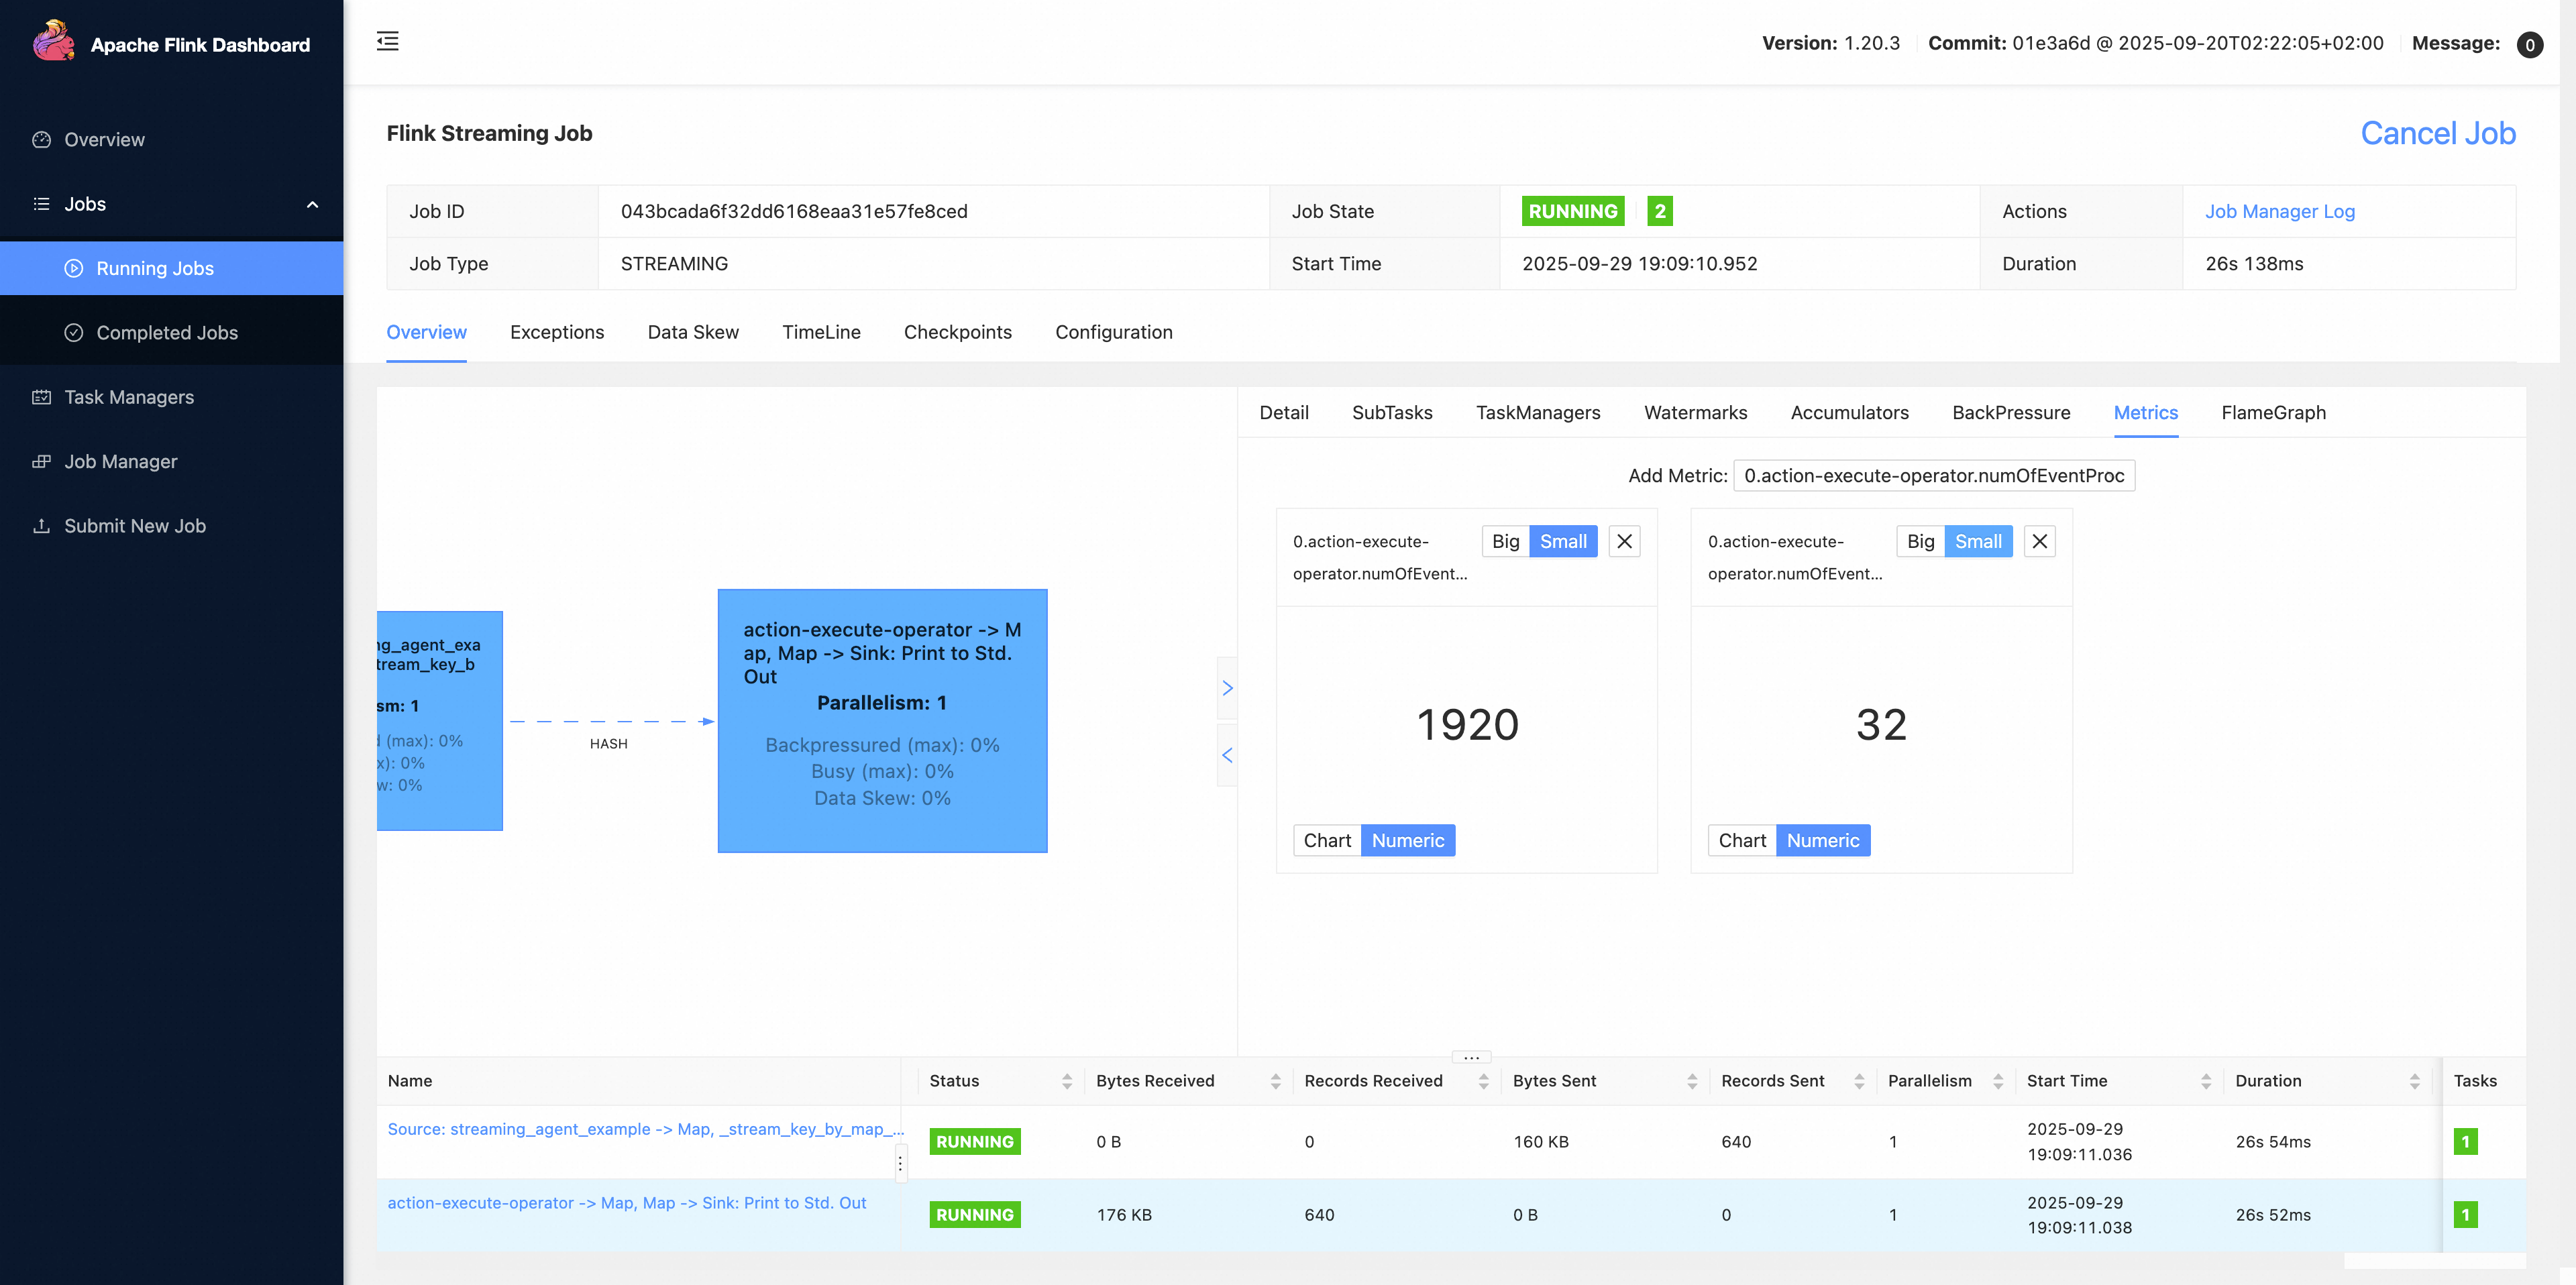 Apache Flink Dashboard
Version: 1.20.3 Commit: 01e3a6d @ 2025-09-20T02:22:05+02:00 Message: 0
Overview
Jobs
Running Jobs
Completed Jobs
Task Managers
Job Manager
Submit New Job
Flink Streaming Job
Cancel Job
Job ID 043bcada6f32dd6168eaa31e57fe8ced Job State RUNNING 2 Actions Job Manager Log
Job Type STREAMING Start Time 2025-09-29 19:09:10.952 Duration 26s 138ms
Overview Exceptions Data Skew TimeLine Checkpoints Configuration
ng_agent_exa
tream_key_b
sm: 1
d (max): 0%
x): 0%
w: 0%
HASH
action-execute-operator -> M
ap, Map -> Sink: Print to Std.
Out
Parallelism: 1
Backpressured (max): 0%
Busy (max): 0%
Data Skew: 0%
Detail SubTasks TaskManagers Watermarks Accumulators BackPressure Metrics FlameGraph
Add Metric: 0.action-execute-operator.numOfEventProc
0.action-execute-
operator.numOfEvent...
Big Small
1920
Chart Numeric
0.action-execute-
operator.numOfEvent...
Big Small
32
Chart Numeric
Name Status Bytes Received Records Received Bytes Sent Records Sent Parallelism Start Time Duration Tasks
Source: streaming_agent_example -> Map, _stream_key_by_map_... RUNNING 0 B 0 160 KB 640 1 2025-09-29
19:09:11.036 26s 54ms 1
action-execute-operator -> Map, Map -> Sink: Print to Std. Out RUNNING 176 KB 640 0 B 0 1 2025-09-29
19:09:11.038 26s 52ms 1